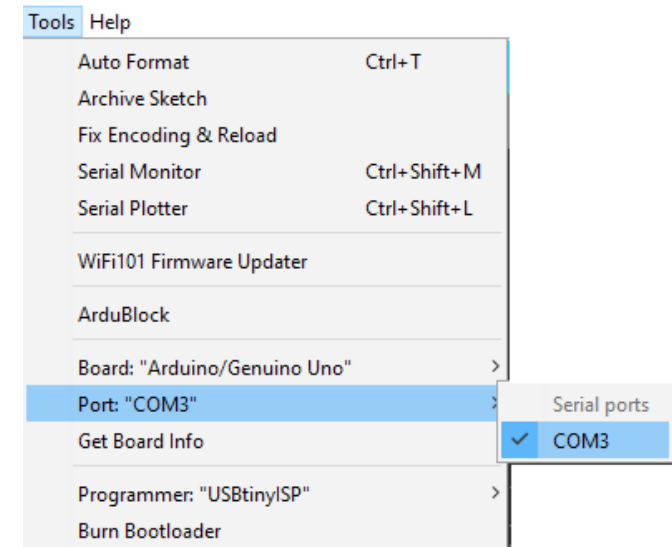 Tools Help
Auto Format Ctrl+T
Archive Sketch
Fix Encoding & Reload
Serial Monitor Ctrl+Shift+M
Serial Plotter Ctrl+Shift+L
WiFi101 Firmware Updater
ArduBlock
Board: "Arduino/Genuino Uno"
Port: "COM3"
Serial ports
Get Board Info
COM3
Programmer: "USBtinyISP"
Burn Bootloader